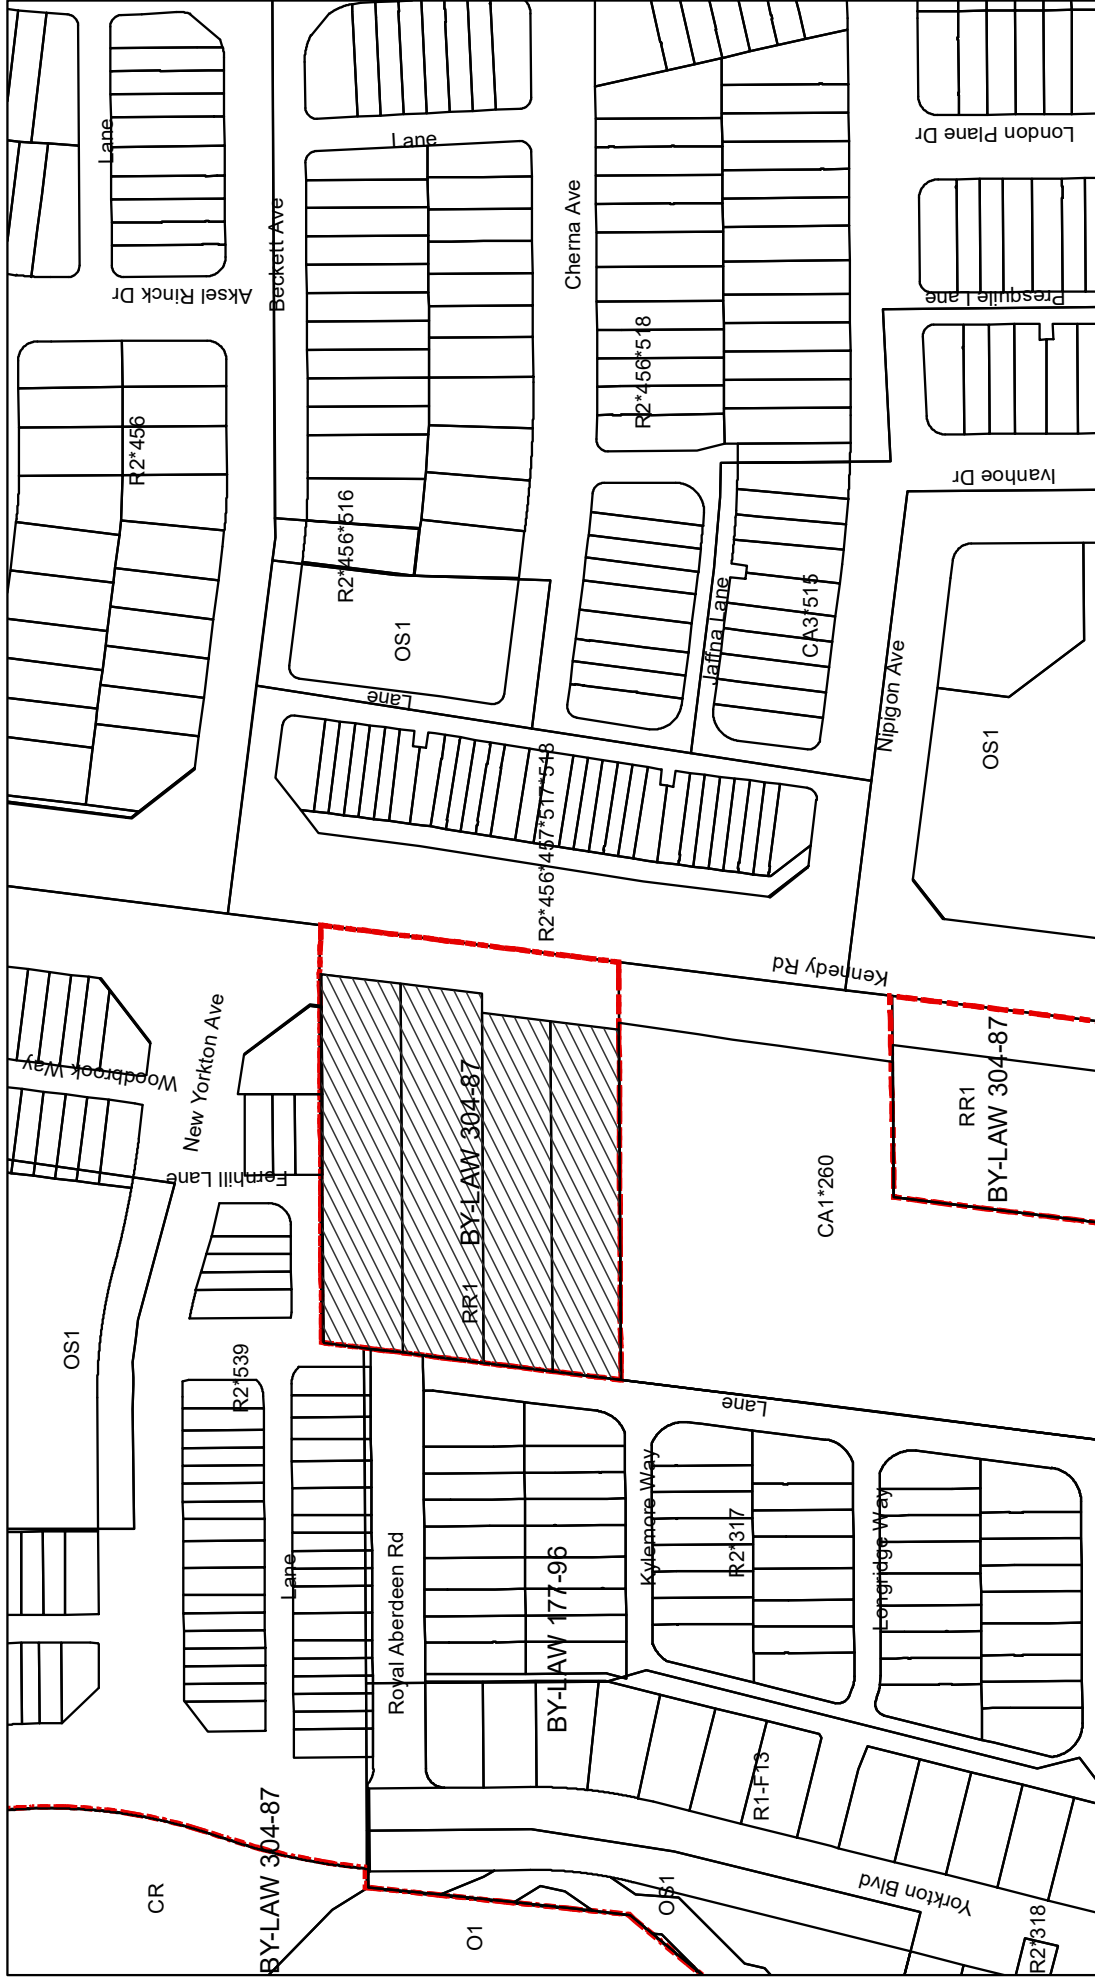 Lane
Lane
Beckett Ave
Aksel Rinck Dr
Cherna Ave
London Plane Dr
Presquile Lane
R2*456
R2*456*518
Ivanhoe Dr
R2*456*516
OS1
Jaffna Lane
CA3*515
Lane
Nipigon Ave
OS1
R2*456*457*517*518
Kennedy Rd
Woodbrook Way
New Yorkton Ave
Fernhill Lane
BY-LAW 304-87
RR1
RR1
BY-LAW 304-87
CA1*260
OS1
R2*539
Lane
Lane
Royal Aberdeen Rd
Kylemore Way
R2*317
Longridge Way
BY-LAW 177-96
R1-F13
CR
BY-LAW 304-87
O1
OS1
Yorkton Blvd
R2*318